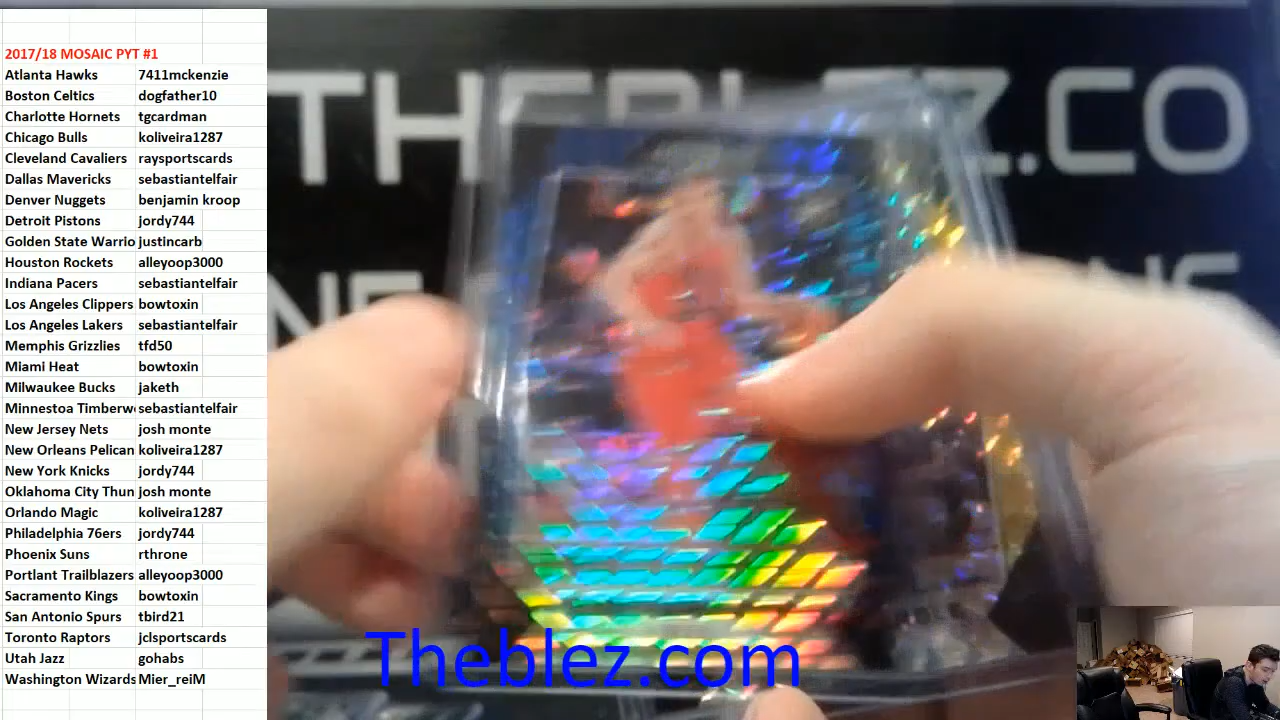 2017/18 MOSAIC PYT #1
Atlanta Hawks 7411mckenzie
Boston Celtics dogfather10
Charlotte Hornets tgcardman
Chicago Bulls koliveira1287
Cleveland Cavaliers raysportscards
Dallas Mavericks sebastiantelfair
Denver Nuggets benjamin kroop
Detroit Pistons jordy744
Golden State Warrio justincarb
Houston Rockets alleyoop3000
Indiana Pacers sebastiantelfair
Los Angeles Clippers bowtoxin
Los Angeles Lakers sebastiantelfair
Memphis Grizzlies tfd50
Miami Heat bowtoxin
Milwaukee Bucks jaketh
Minnestoa Timberw sebastiantelfair
New Jersey Nets josh monte
New Orleans Pelican koliveira1287
New York Knicks jordy744
Oklahoma City Thun josh monte
Orlando Magic koliveira1287
Philadelphia 76ers jordy744
Phoenix Suns rthrone
Portlant Trailblazers alleyoop3000
Sacramento Kings bowtoxin
San Antonio Spurs tbird21
Toronto Raptors jclsportscards
Utah Jazz gohabs
Washington Wizards Mier_reiM
THEBLEZ.CO
Theblez.com